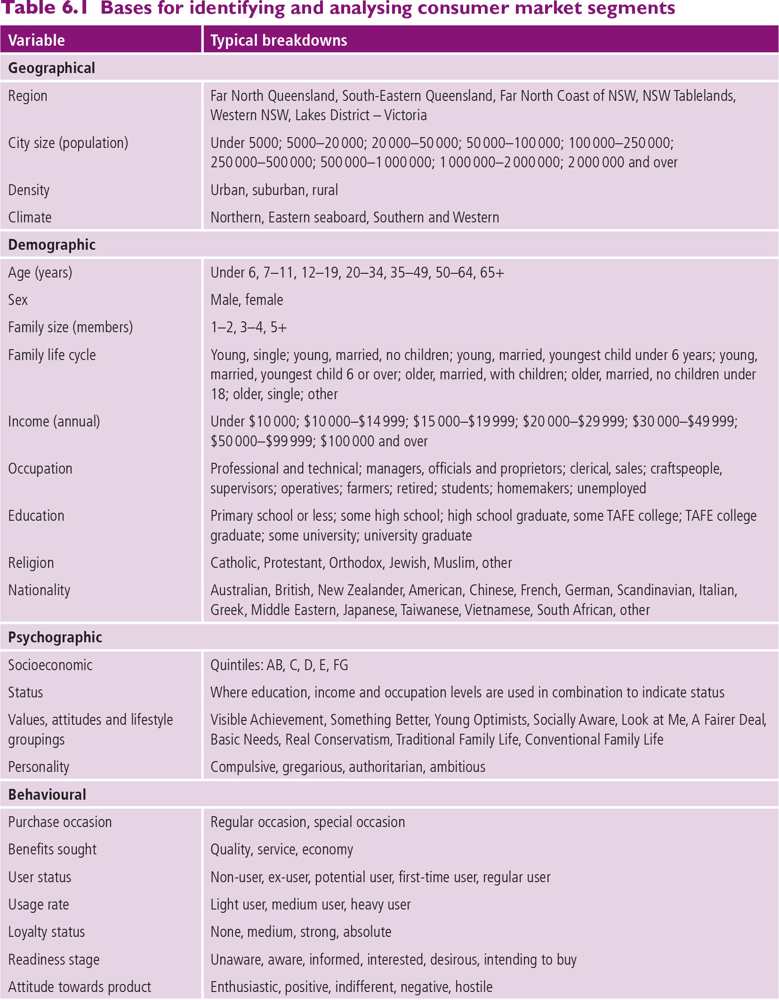 Table 6.1 Bases for identifying and analysing consumer market segments
Variable
Typical breakdowns
Geographical
Region
Far North Queensland, South-Eastern Queensland, Far North Coast of NSW, NSW Tablelands,
Western NSW, Lakes District – Victoria
City size (population)
Under 5000; 5000–20 000; 20 000–50 000; 50 000–100 000; 100 000–250 000;
250 000–500 000; 500 000–1 000 000; 1 000 000–2 000 000; 2 000 000 and over
Density
Urban, suburban, rural
Climate
Northern, Eastern seaboard, Southern and Western
Demographic
Age (years)
Under 6, 7–11, 12–19, 20–34, 35–49, 50–64, 65+
Sex
Male, female
Family size (members)
1–2, 3–4, 5+
Family life cycle
Young, single; young, married, no children; young, married, youngest child under 6 years; young,
married, youngest child 6 or over; older, married, with children; older, married, no children under
18; older, single; other
Income (annual)
Under $10 000; $10 000–$14 999; $15 000–$19 999; $20 000–$29 999; $30 000–$49 999;
$50 000–$99 999; $100 000 and over
Occupation
Professional and technical; managers, officials and proprietors; clerical, sales; craftspeople,
supervisors; operatives; farmers; retired; students; homemakers; unemployed
Education
Primary school or less; some high school; high school graduate, some TAFE college; TAFE college
graduate; some university; university graduate
Religion
Catholic, Protestant, Orthodox, Jewish, Muslim, other
Nationality
Australian, British, New Zealander, American, Chinese, French, German, Scandinavian, Italian,
Greek, Middle Eastern, Japanese, Taiwanese, Vietnamese, South African, other
Psychographic
Socioeconomic
Quintiles: AB, C, D, E, FG
Status
Where education, income and occupation levels are used in combination to indicate status
Values, attitudes and lifestyle
groupings
Visible Achievement, Something Better, Young Optimists, Socially Aware, Look at Me, A Fairer Deal,
Basic Needs, Real Conservatism, Traditional Family Life, Conventional Family Life
Personality
Compulsive, gregarious, authoritarian, ambitious
Behavioural
Purchase occasion
Regular occasion, special occasion
Benefits sought
Quality, service, economy
User status
Non-user, ex-user, potential user, first-time user, regular user
Usage rate
Light user, medium user, heavy user
Loyalty status
None, medium, strong, absolute
Readiness stage
Unaware, aware, informed, interested, desirous, intending to buy
Attitude towards product
Enthusiastic, positive, indifferent, negative, hostile